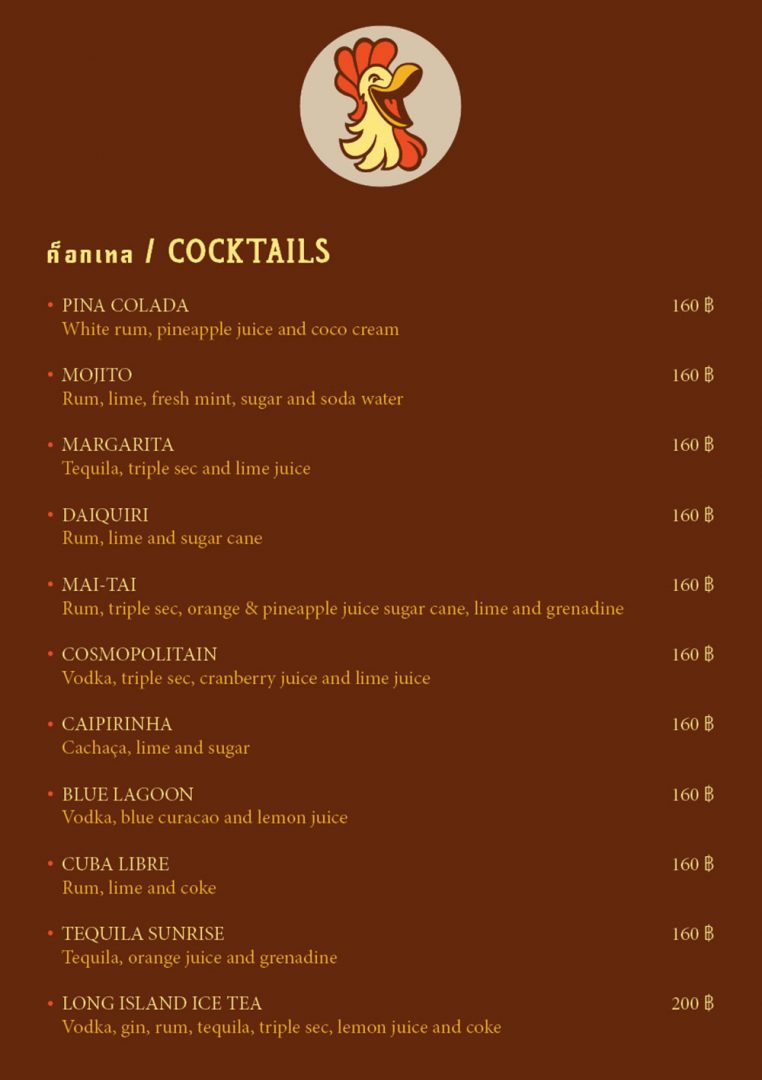 ค็อกเทล / COCKTAILS
• PINA COLADA 160 ฿
White rum, pineapple juice and coco cream
• MOJITO 160 ฿
Rum, lime, fresh mint, sugar and soda water
• MARGARITA 160 ฿
Tequila, triple sec and lime juice
• DAIQUIRI 160 ฿
Rum, lime and sugar cane
• MAI-TAI 160 ฿
Rum, triple sec, orange & pineapple juice sugar cane, lime and grenadine
• COSMOPOLITAIN 160 ฿
Vodka, triple sec, cranberry juice and lime juice
• CAIPIRINHA 160 ฿
Cachaça, lime and sugar
• BLUE LAGOON 160 ฿
Vodka, blue curacao and lemon juice
• CUBA LIBRE 160 ฿
Rum, lime and coke
• TEQUILA SUNRISE 160 ฿
Tequila, orange juice and grenadine
• LONG ISLAND ICE TEA 200 ฿
Vodka, gin, rum, tequila, triple sec, lemon juice and coke